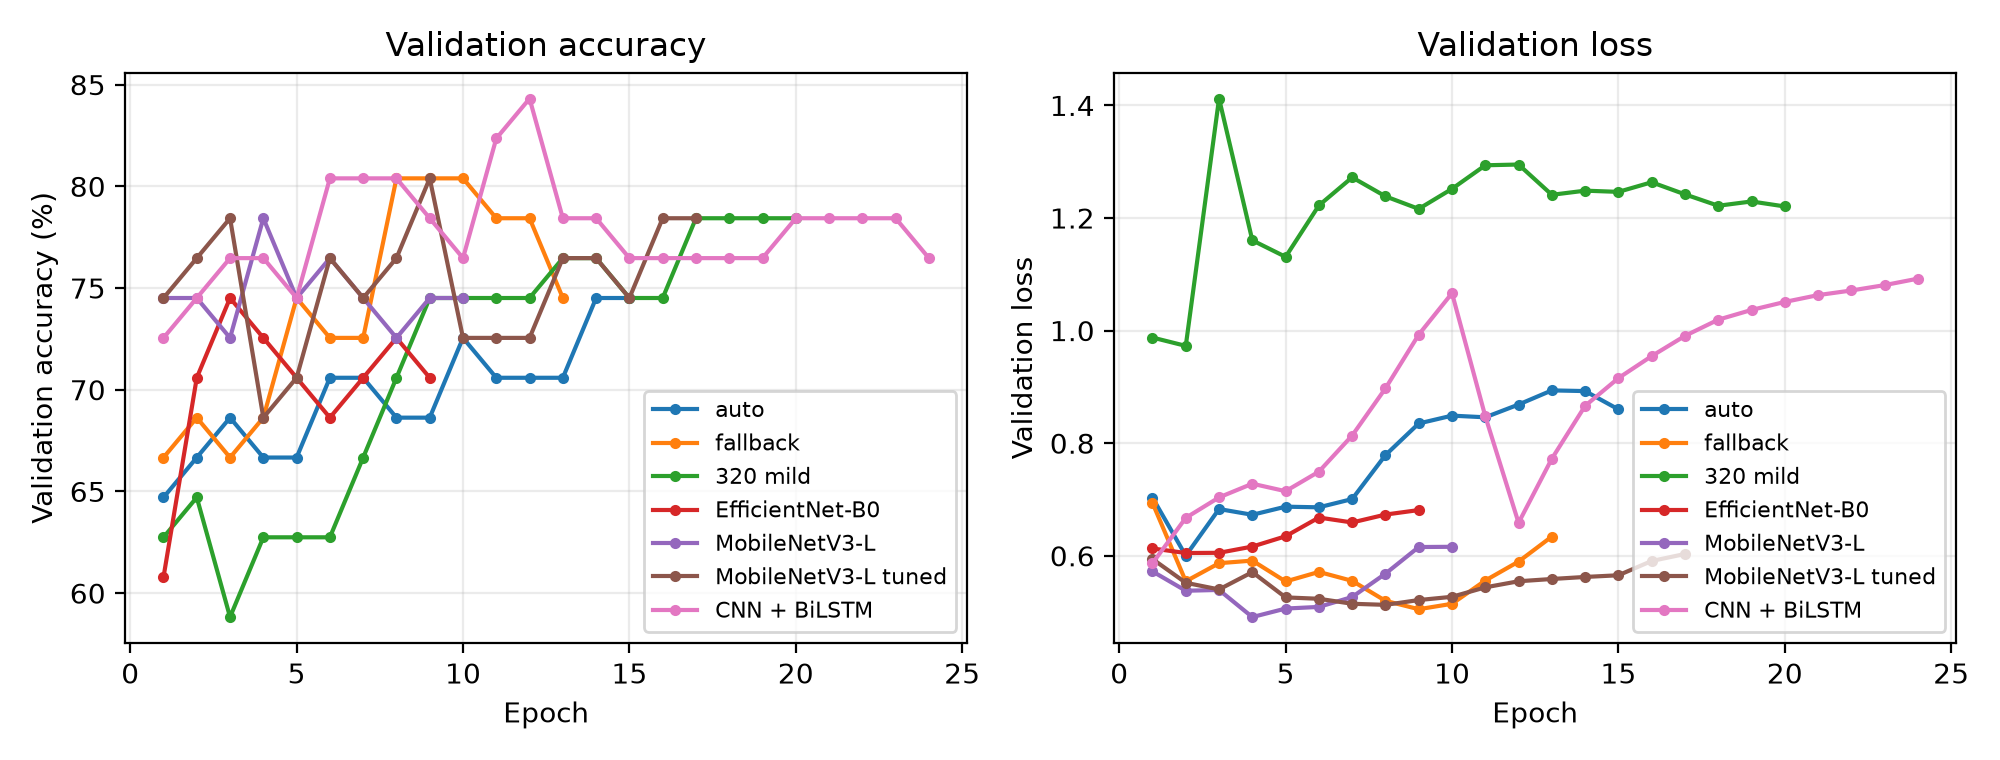 Validation accuracy
Validation accuracy (%)
85
80
75
70
65
60
0 5 10 15 20 25
Epoch
auto
fallback
320 mild
EfficientNet-B0
MobileNetV3-L
MobileNetV3-L tuned
CNN + BiLSTM
Validation loss
Validation loss
1.4
1.2
1.0
0.8
0.6
0 5 10 15 20 25
Epoch
auto
fallback
320 mild
EfficientNet-B0
MobileNetV3-L
MobileNetV3-L tuned
CNN + BiLSTM